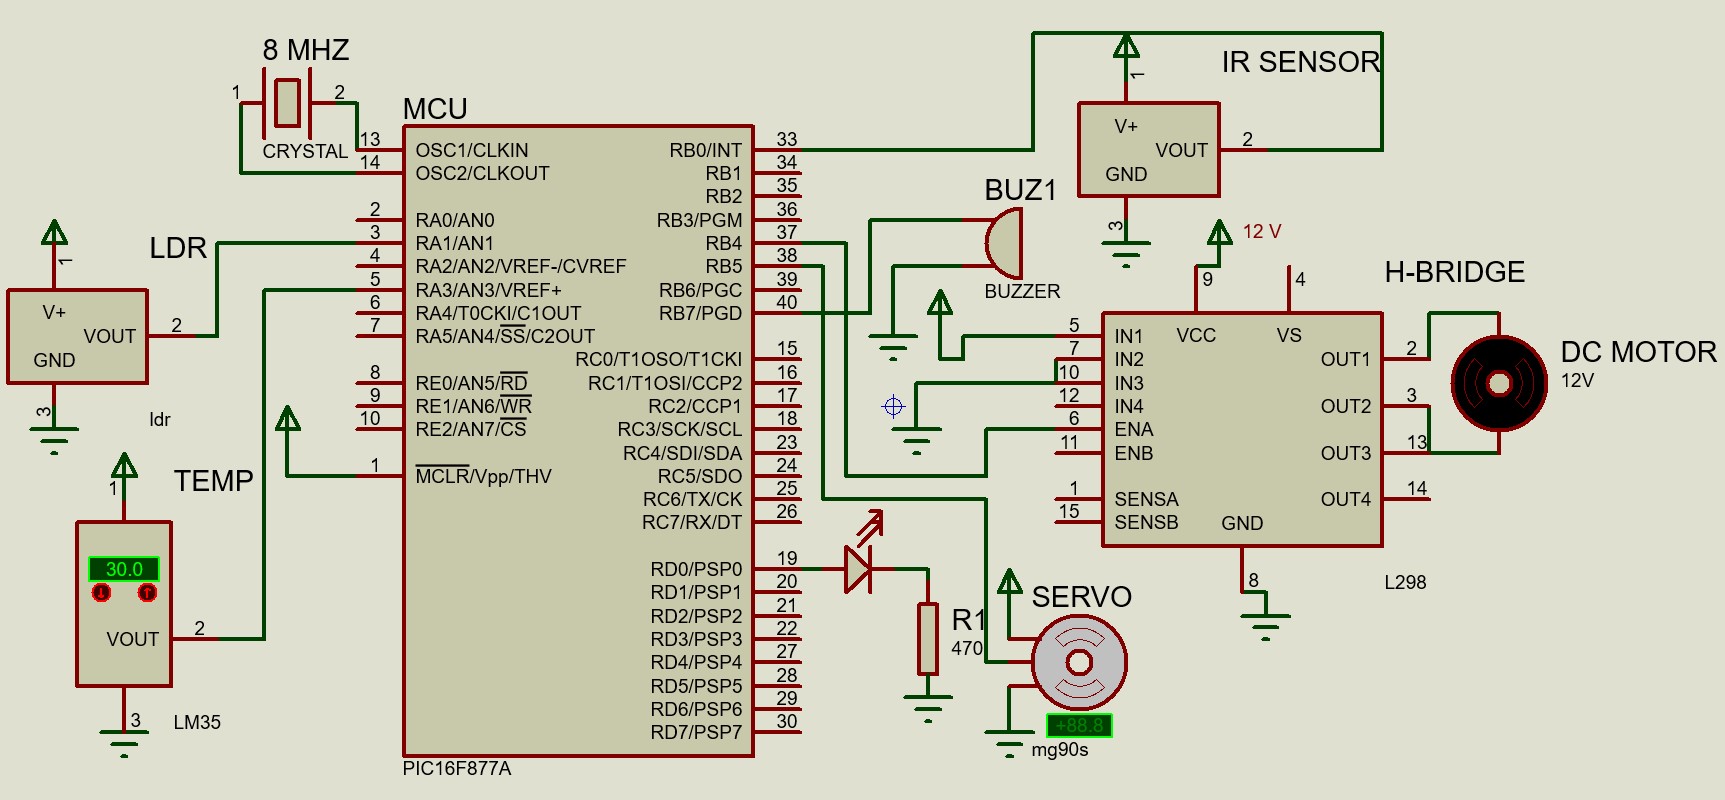 8 MHZ
1
2
CRYSTAL
MCU
13
14
OSC1/CLKIN
OSC2/CLKOUT
2
3
4
5
6
7
RA0/AN0
RA1/AN1
RA2/AN2/VREF-/CVREF
RA3/AN3/VREF+
RA4/T0CKI/C1OUT
RA5/AN4/SS/C2OUT
8
9
10
RE0/AN5/RD
RE1/AN6/WR
RE2/AN7/CS
1
MCLR/Vpp/THV
RB0/INT
RB1
RB2
RB3/PGM
RB4
RB5
RB6/PGC
RB7/PGD
33
34
35
36
37
38
39
40
RC0/T1OSO/T1CKI
RC1/T1OSI/CCP2
RC2/CCP1
RC3/SCK/SCL
RC4/SDI/SDA
RC5/SDO
RC6/TX/CK
RC7/RX/DT
15
16
17
18
23
24
25
26
RD0/PSP0
RD1/PSP1
RD2/PSP2
RD3/PSP3
RD4/PSP4
RD5/PSP5
RD6/PSP6
RD7/PSP7
19
20
21
22
27
28
29
30
PIC16F877A
LDR
1
V+
VOUT
GND
2
3
ldr
TEMP
1
30.0
VOUT
2
3
LM35
IR SENSOR
1
V+
VOUT
GND
2
3
BUZ1
BUZZER
12 V
9
4
H-BRIDGE
VCC
VS
5
7
10
12
6
11
1
15
IN1
IN2
IN3
IN4
ENA
ENB
SENSA
SENSB
GND
8
OUT1
OUT2
OUT3
OUT4
2
3
13
14
L298
DC MOTOR
12V
R1
470
SERVO
+88.8
mg90s